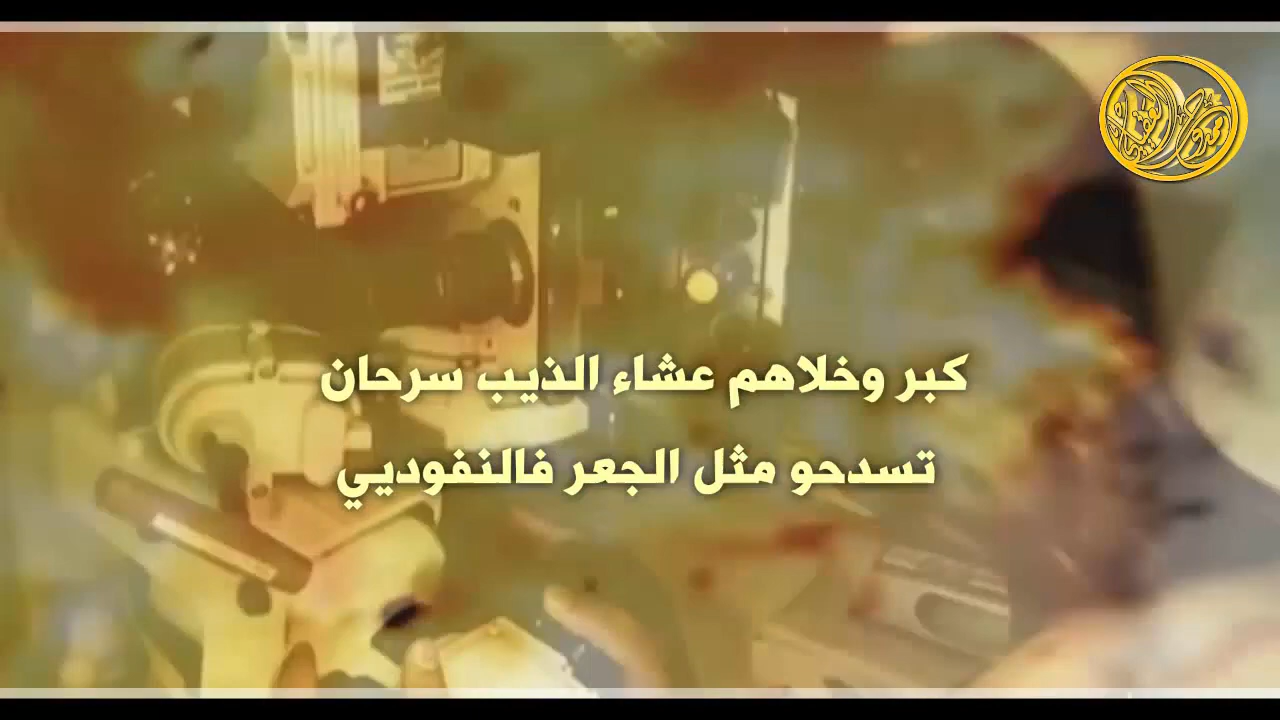 كبر وخلاهم عشاء الذيب سرحان
تسدحو مثل الجعر فالنفوديي